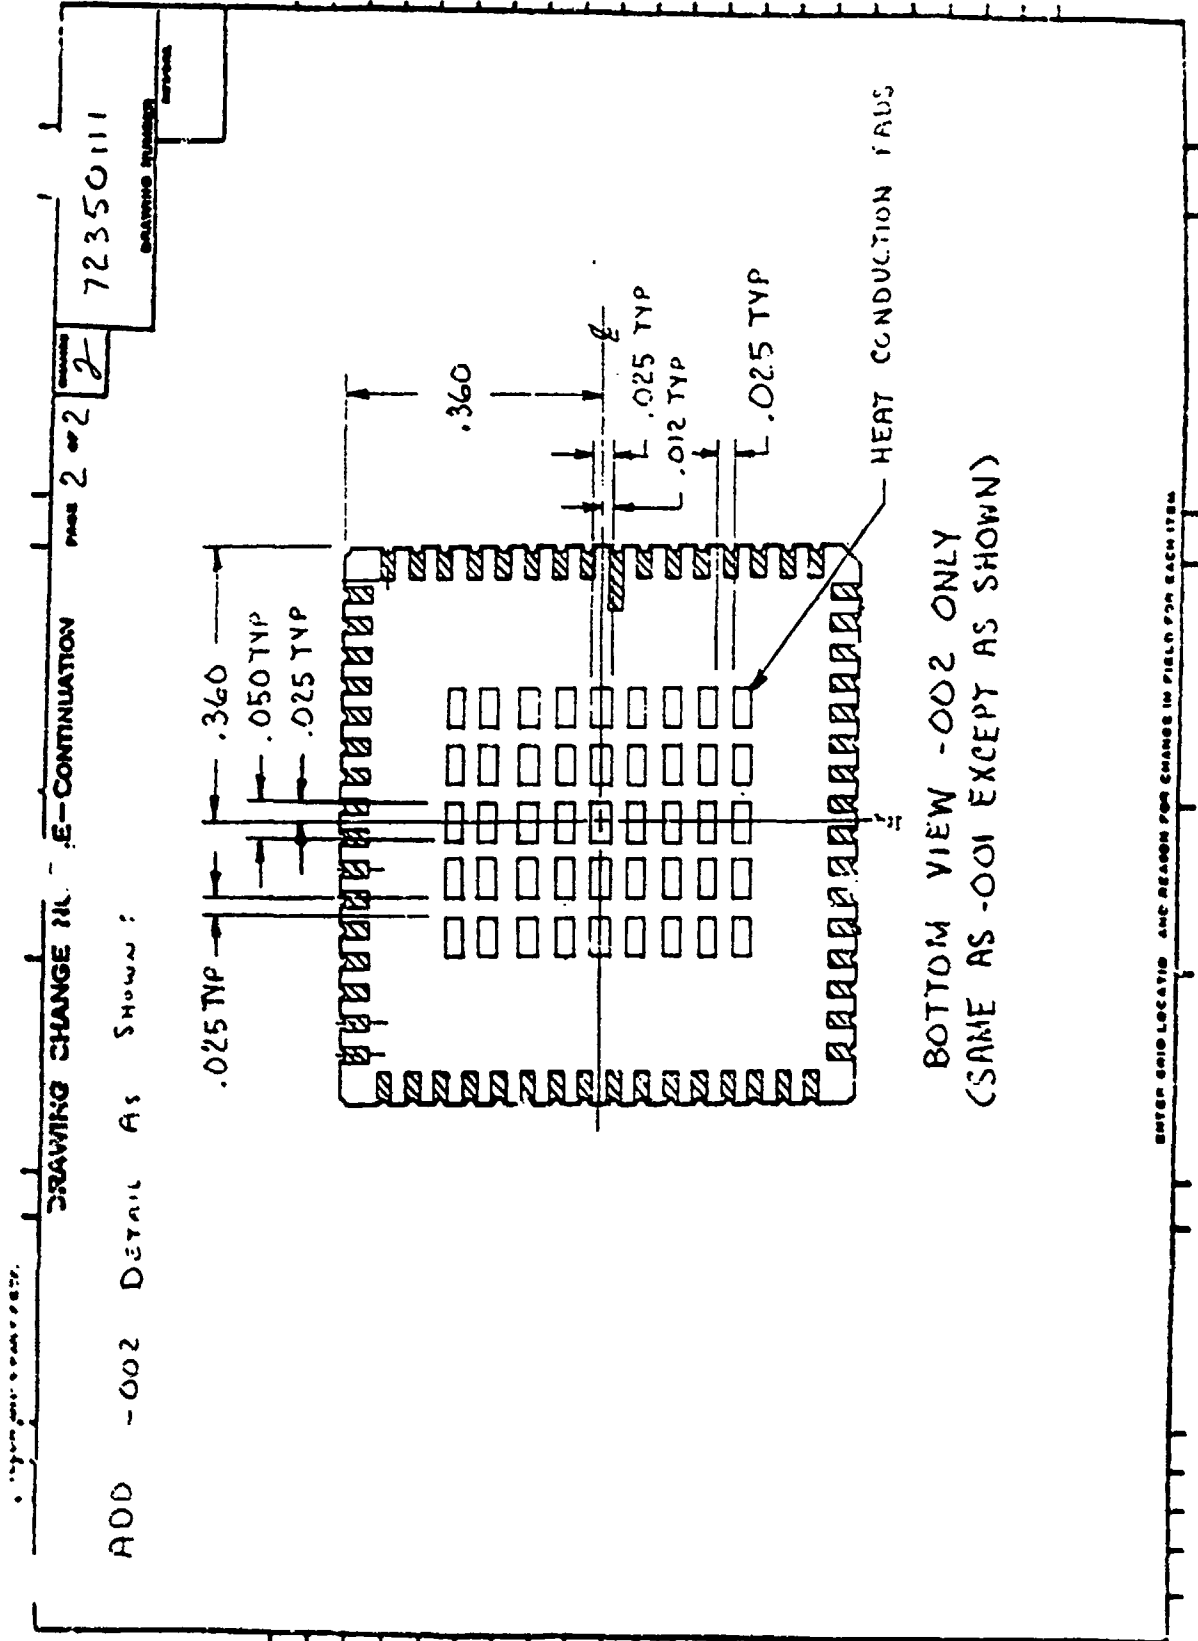 E—CONTINUATION
PAGE 2 OF 2
2
72350111
DRAWING NUMBER
DRAWING CHANGE
ADD -002 DETAIL AS SHOWN:
.360
.050 TYP
.025 TYP
.025 TYP
.360
.025 TYP
.012 TYP
.025 TYP
HEAT CONDUCTION PADS
BOTTOM VIEW -002 ONLY
(SAME AS -001 EXCEPT AS SHOWN)
ENTER GRID LOCATIO AND REASON FOR CHANGE IN FIELD FOR EACH ITEM